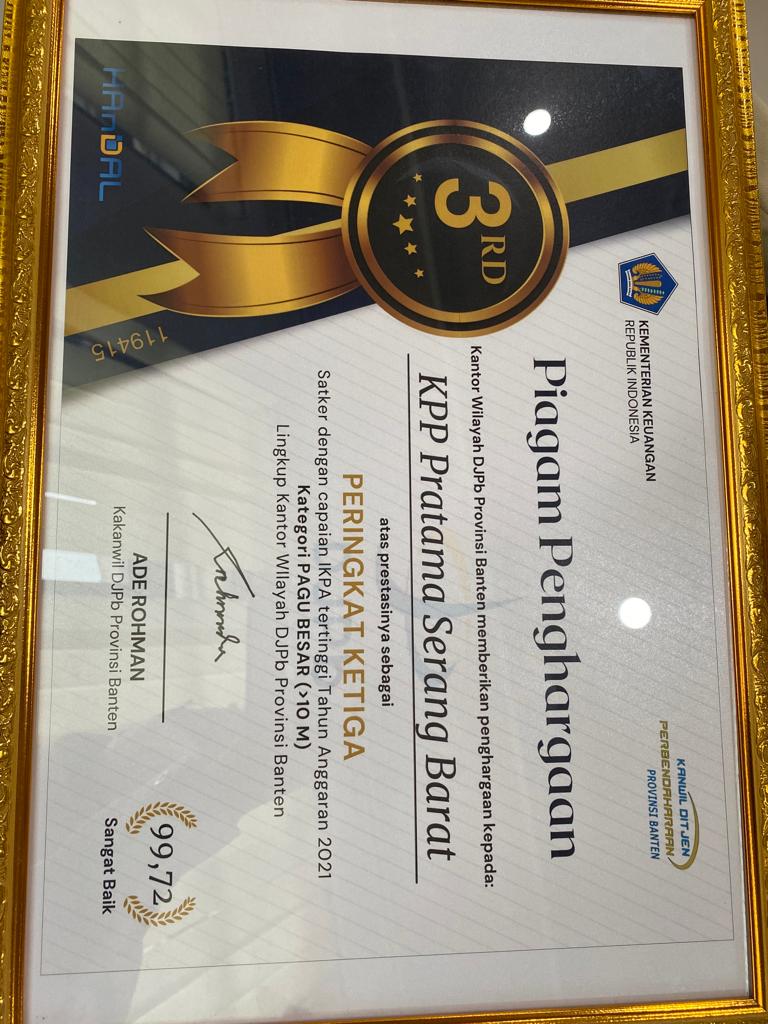 KEMENTERIAN KEUANGAN
REPUBLIK INDONESIA
KANWIL DITJEN
PERBENDAHARAAN
PROVINSI BANTEN
3RD
Piagam Penghargaan
Kantor Wilayah DJPb Provinsi Banten memberikan penghargaan kepada:
KPP Pratama Serang Barat
atas prestasinya sebagai
PERINGKAT KETIGA
Satker dengan capaian IKPA tertinggi Tahun Anggaran 2021
Kategori PAGU BESAR (>10 M)
Lingkup Kantor Wilayah DJPb Provinsi Banten
ADE ROHMAN
Kakanwil DJPb Provinsi Banten
99,72
Sangat Baik
119415
HAnDAL